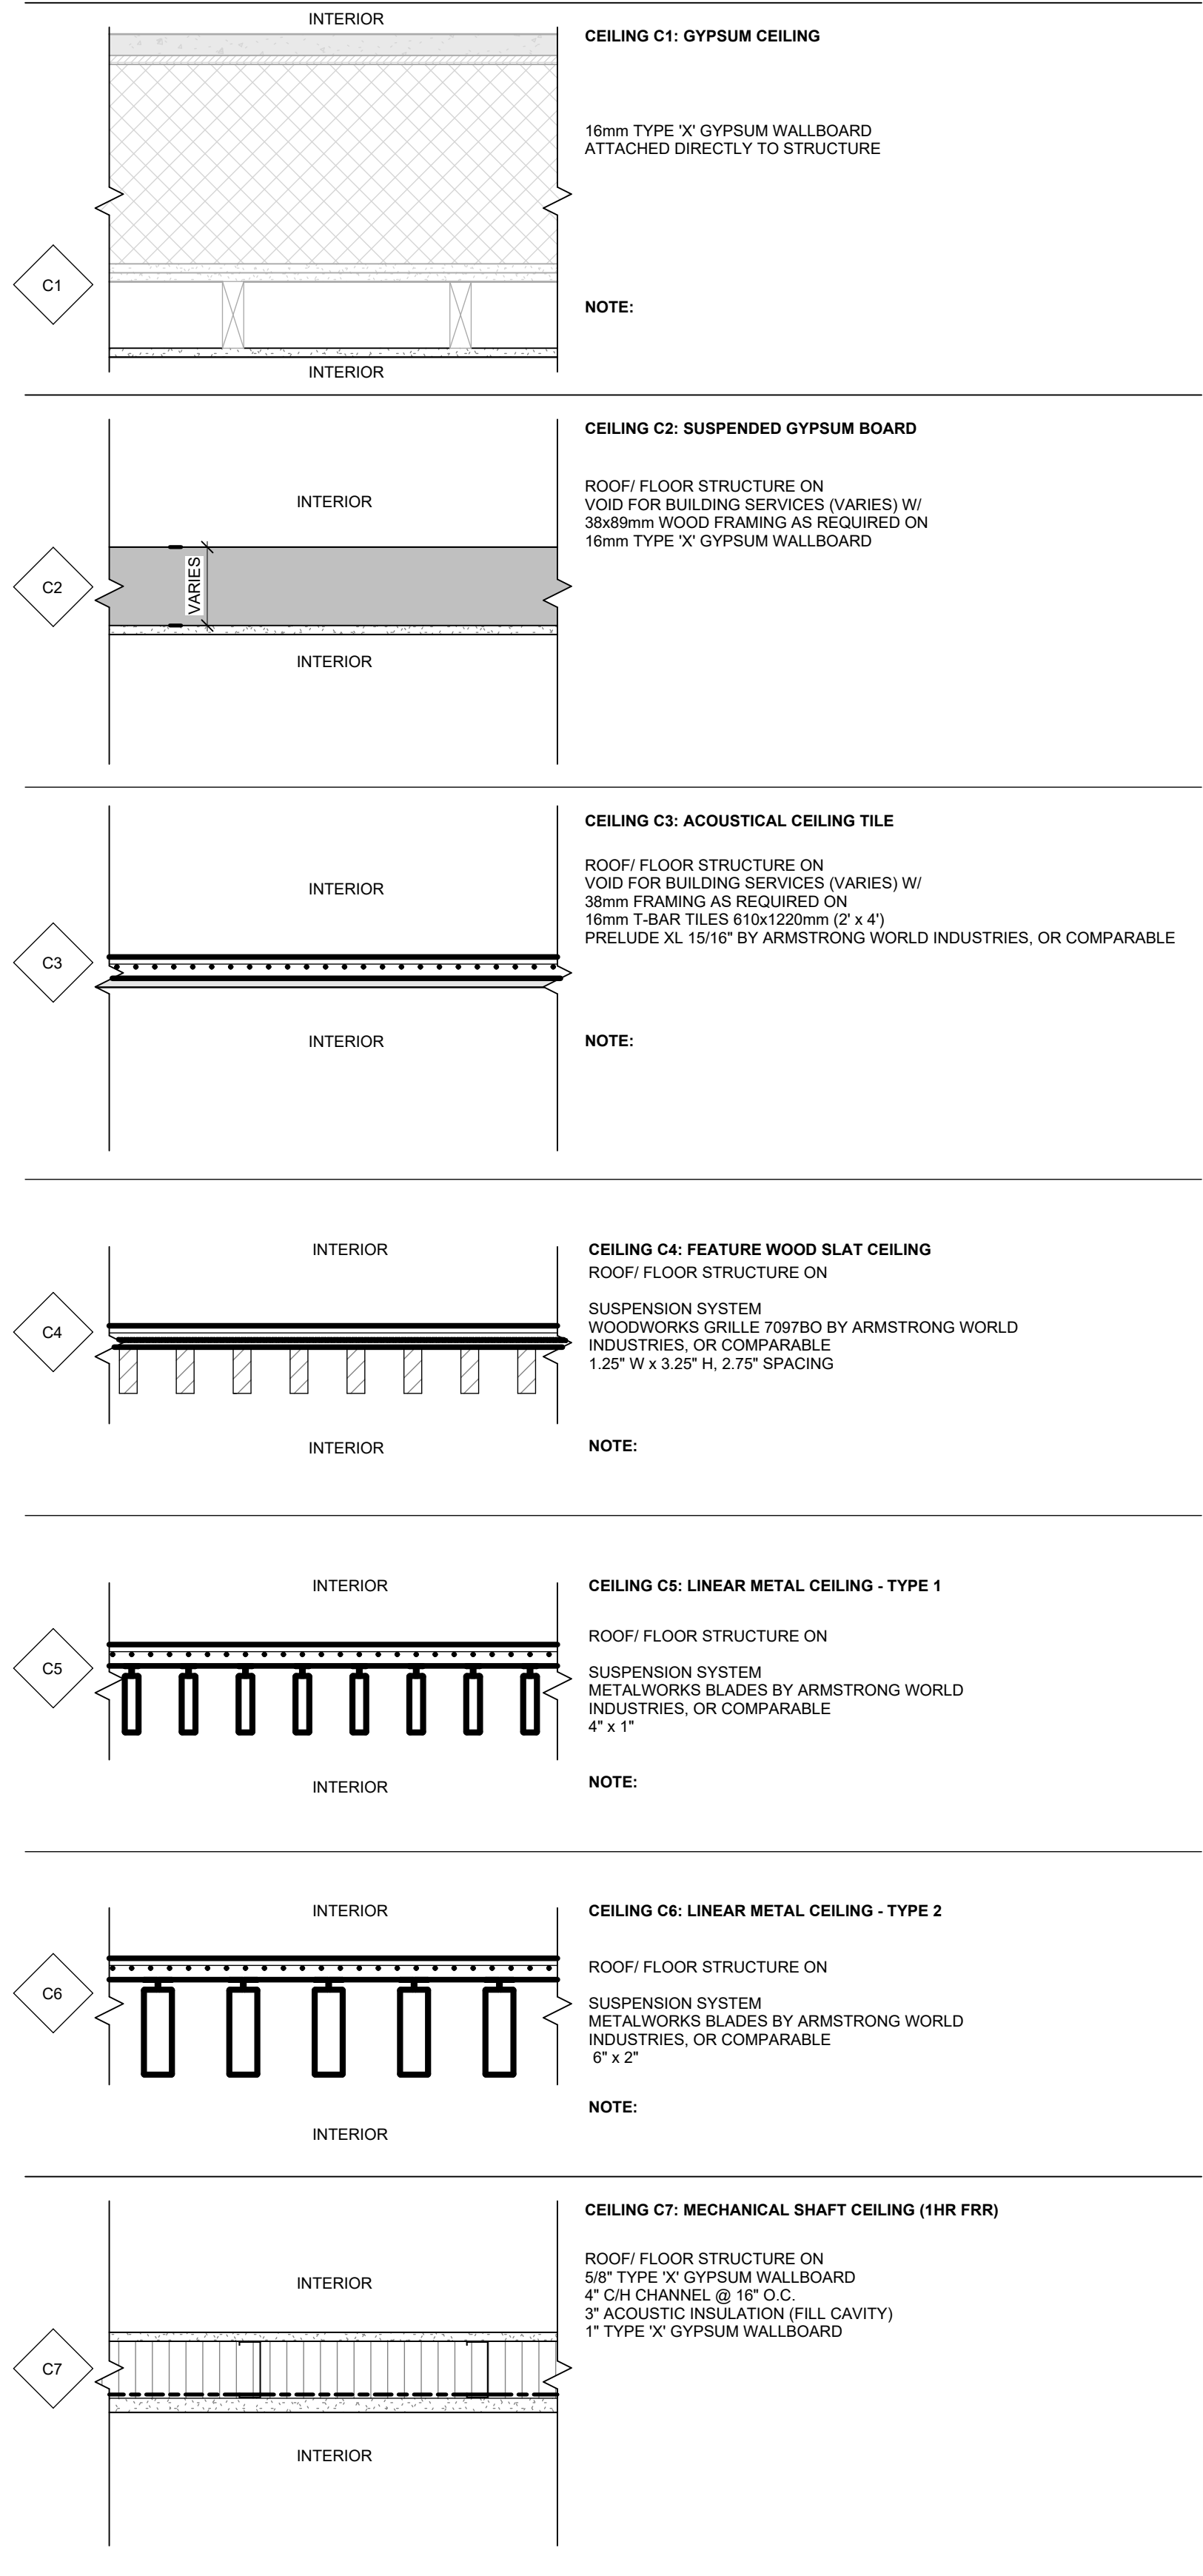 INTERIOR
CEILING C1: GYPSUM CEILING
16mm TYPE 'X' GYPSUM WALLBOARD
ATTACHED DIRECTLY TO STRUCTURE
C1
NOTE:
INTERIOR
CEILING C2: SUSPENDED GYPSUM BOARD
ROOF/ FLOOR STRUCTURE ON
VOID FOR BUILDING SERVICES (VARIES) W/
38x89mm WOOD FRAMING AS REQUIRED ON
16mm TYPE 'X' GYPSUM WALLBOARD
INTERIOR
C2
VARIES
INTERIOR
CEILING C3: ACOUSTICAL CEILING TILE
ROOF/ FLOOR STRUCTURE ON
VOID FOR BUILDING SERVICES (VARIES) W/
38mm FRAMING AS REQUIRED ON
16mm T-BAR TILES 610x1220mm (2' x 4')
PRELUDE XL 15/16" BY ARMSTRONG WORLD INDUSTRIES, OR COMPARABLE
INTERIOR
C3
INTERIOR
NOTE:
INTERIOR
CEILING C4: FEATURE WOOD SLAT CEILING
ROOF/ FLOOR STRUCTURE ON
SUSPENSION SYSTEM
WOODWORKS GRILLE 7097BO BY ARMSTRONG WORLD
INDUSTRIES, OR COMPARABLE
1.25" W x 3.25" H, 2.75" SPACING
C4
INTERIOR
NOTE:
INTERIOR
CEILING C5: LINEAR METAL CEILING - TYPE 1
ROOF/ FLOOR STRUCTURE ON
SUSPENSION SYSTEM
METALWORKS BLADES BY ARMSTRONG WORLD
INDUSTRIES, OR COMPARABLE
4" x 1"
C5
INTERIOR
NOTE:
INTERIOR
CEILING C6: LINEAR METAL CEILING - TYPE 2
ROOF/ FLOOR STRUCTURE ON
SUSPENSION SYSTEM
METALWORKS BLADES BY ARMSTRONG WORLD
INDUSTRIES, OR COMPARABLE
6" x 2"
C6
NOTE:
INTERIOR
CEILING C7: MECHANICAL SHAFT CEILING (1HR FRR)
ROOF/ FLOOR STRUCTURE ON
5/8" TYPE 'X' GYPSUM WALLBOARD
4" C/H CHANNEL @ 16" O.C.
3" ACOUSTIC INSULATION (FILL CAVITY)
1" TYPE 'X' GYPSUM WALLBOARD
INTERIOR
C7
INTERIOR